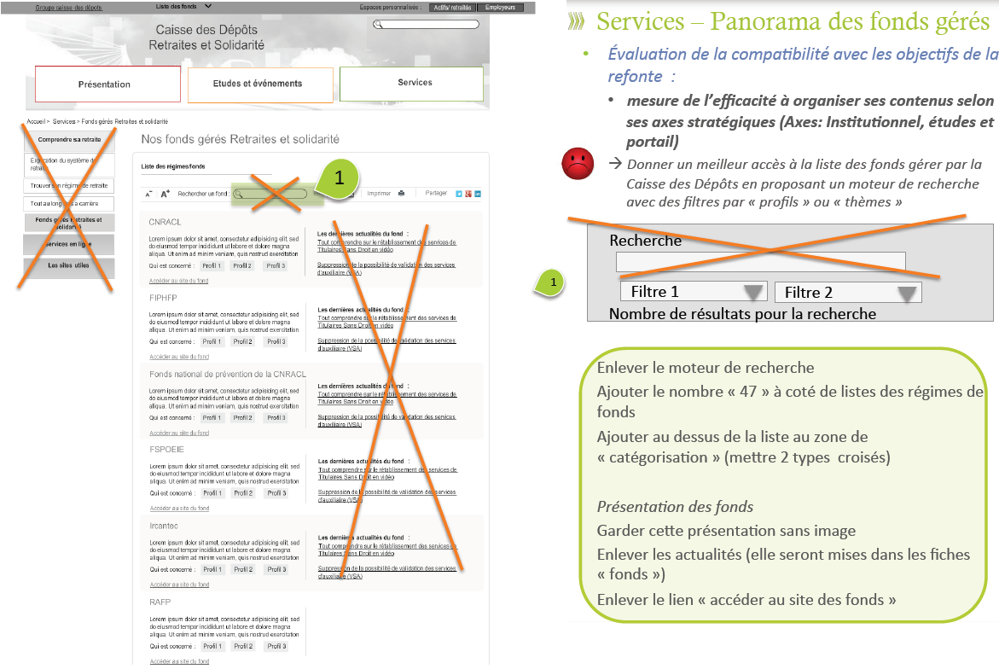 Groupe caisse des dépôts
Liste des fonds
Espaces personnalisés :
Actifs/ retraités
Employeurs
Caisse des Dépôts
Retraites et Solidarité
Présentation
Etudes et événements
Services
Accueil > Services > Fonds gérés Retraites et solidarité
Comprendre sa retraite
Explication du système de
retraite
Trouver son régime de retraite
Tout au long de la carrière
Fonds gérés Retraites et
solidarité
Services en ligne
Les sites utiles
Nos fonds gérés Retraites et solidarité
Liste des régimes/fonds
A- A+ Rechercher un fond :
Imprimer
Partager
1
CNRACL
Lorem ipsum dolor sit amet, consectetur adipisicing elit, sed
do eiusmod tempor incididunt ut labore et dolore magna
aliqua. Ut enim ad minim veniam, quis nostrud exercitation
Qui est concerné : Profil 1 Profil 2 Profil 3
Accéder au site du fond
Les dernières actualités du fond :
Tout comprendre sur le rétablissement des services de
Titulaires Sans Droit en vidéo
Suppression de la possibilité de validation des services
d'auxiliaire (VSA)
FIPHFP
Lorem ipsum dolor sit amet, consectetur adipisicing elit, sed
do eiusmod tempor incididunt ut labore et dolore magna
aliqua. Ut enim ad minim veniam, quis nostrud exercitation
Qui est concerné : Profil 1 Profil 2 Profil 3
Accéder au site du fond
Les dernières actualités du fond :
Tout comprendre sur le rétablissement des services de
Titulaires Sans Droit en vidéo
Suppression de la possibilité de validation des services
d'auxiliaire (VSA)
Fonds national de prévention de la CNRACL
Lorem ipsum dolor sit amet, consectetur adipisicing elit, sed
do eiusmod tempor incididunt ut labore et dolore magna
aliqua. Ut enim ad minim veniam, quis nostrud exercitation
Qui est concerné : Profil 1 Profil 2 Profil 3
Accéder au site du fond
Les dernières actualités du fond :
Tout comprendre sur le rétablissement des services de
Titulaires Sans Droit en vidéo
Suppression de la possibilité de validation des services
d'auxiliaire (VSA)
FSPOEIE
Lorem ipsum dolor sit amet, consectetur adipisicing elit, sed
do eiusmod tempor incididunt ut labore et dolore magna
aliqua. Ut enim ad minim veniam, quis nostrud exercitation
Qui est concerné : Profil 1 Profil 2 Profil 3
Accéder au site du fond
Les dernières actualités du fond :
Tout comprendre sur le rétablissement des services de
Titulaires Sans Droit en vidéo
Suppression de la possibilité de validation des services
d'auxiliaire (VSA)
Ircantec
Lorem ipsum dolor sit amet, consectetur adipisicing elit, sed
do eiusmod tempor incididunt ut labore et dolore magna
aliqua. Ut enim ad minim veniam, quis nostrud exercitation
Qui est concerné : Profil 1 Profil 2 Profil 3
Accéder au site du fond
Les dernières actualités du fond :
Tout comprendre sur le rétablissement des services de
Titulaires Sans Droit en vidéo
Suppression de la possibilité de validation des services
d'auxiliaire (VSA)
RAFP
Lorem ipsum dolor sit amet, consectetur adipisicing elit, sed
do eiusmod tempor incididunt ut labore et dolore magna
aliqua. Ut enim ad minim veniam, quis nostrud exercitation
Qui est concerné : Profil 1 Profil 2 Profil 3
Accéder au site du fond
Services – Panorama des fonds gérés
• Évaluation de la compatibilité avec les objectifs de la
refonte :
• mesure de l'efficacité à organiser ses contenus selon
ses axes stratégiques (Axes: Institutionnel, études et
portail)
→ Donner un meilleur accès à la liste des fonds gérer par la
Caisse des Dépôts en proposant un moteur de recherche
avec des filtres par « profils » ou « thèmes »
Recherche
1
Filtre 1
Filtre 2
Nombre de résultats pour la recherche
Enlever le moteur de recherche
Ajouter le nombre « 47 » à coté de listes des régimes de
fonds
Ajouter au dessus de la liste au zone de
« catégorisation » (mettre 2 types croisés)
Présentation des fonds
Garder cette présentation sans image
Enlever les actualités (elle seront mises dans les fiches
« fonds »)
Enlever le lien « accéder au site des fonds »